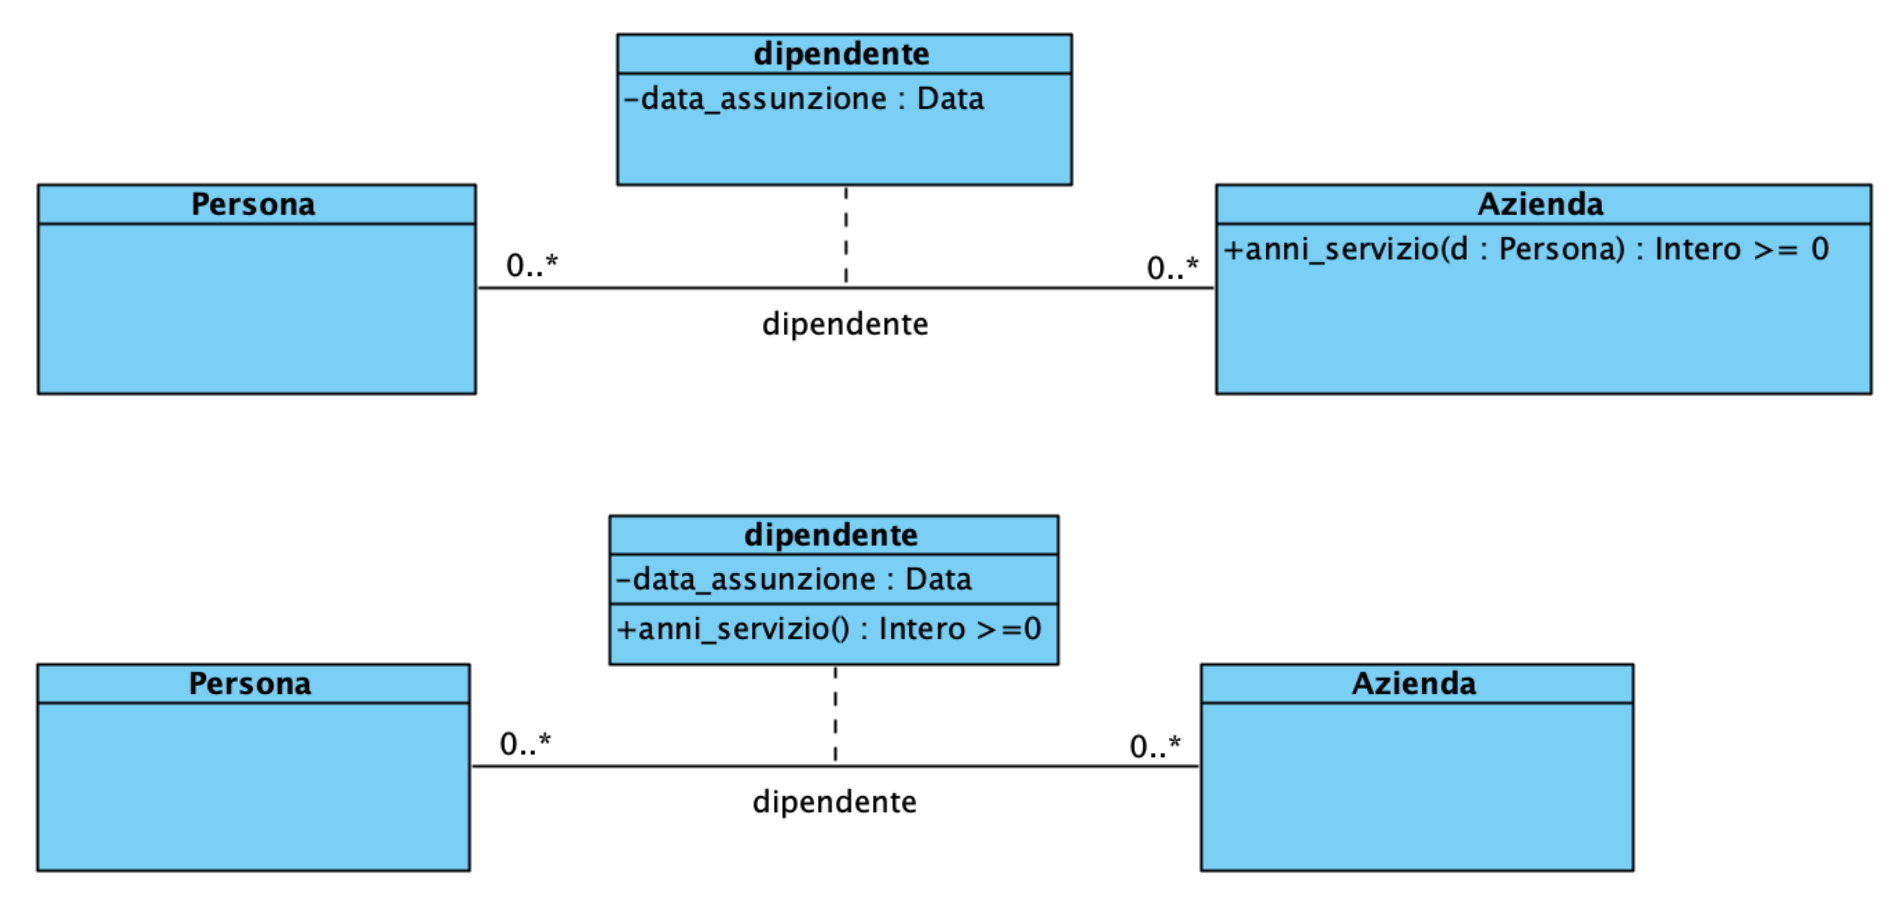 dipendente
-data_assunzione : Data
Persona
Azienda
+anni_servizio(d : Persona) : Intero >= 0
0..*
0..*
dipendente
dipendente
-data_assunzione : Data
+anni_servizio() : Intero >=0
Persona
Azienda
0..*
0..*
dipendente